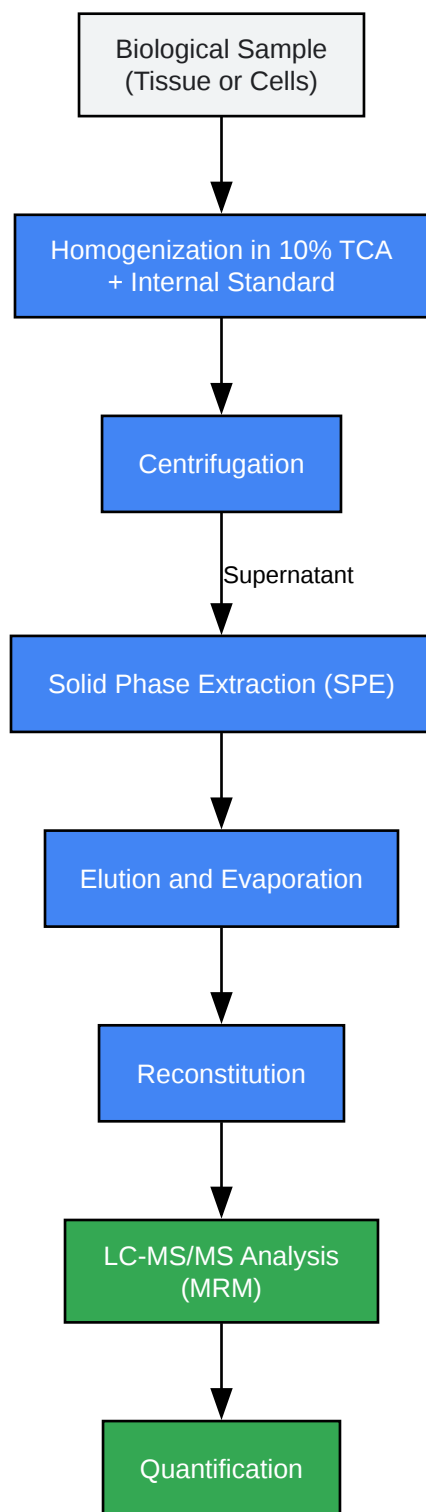 Biological Sample
(Tissue or Cells)
Homogenization in 10% TCA
+ Internal Standard
Centrifugation
Supernatant
Solid Phase Extraction (SPE)
Elution and Evaporation
Reconstitution
LC-MS/MS Analysis
(MRM)
Quantification